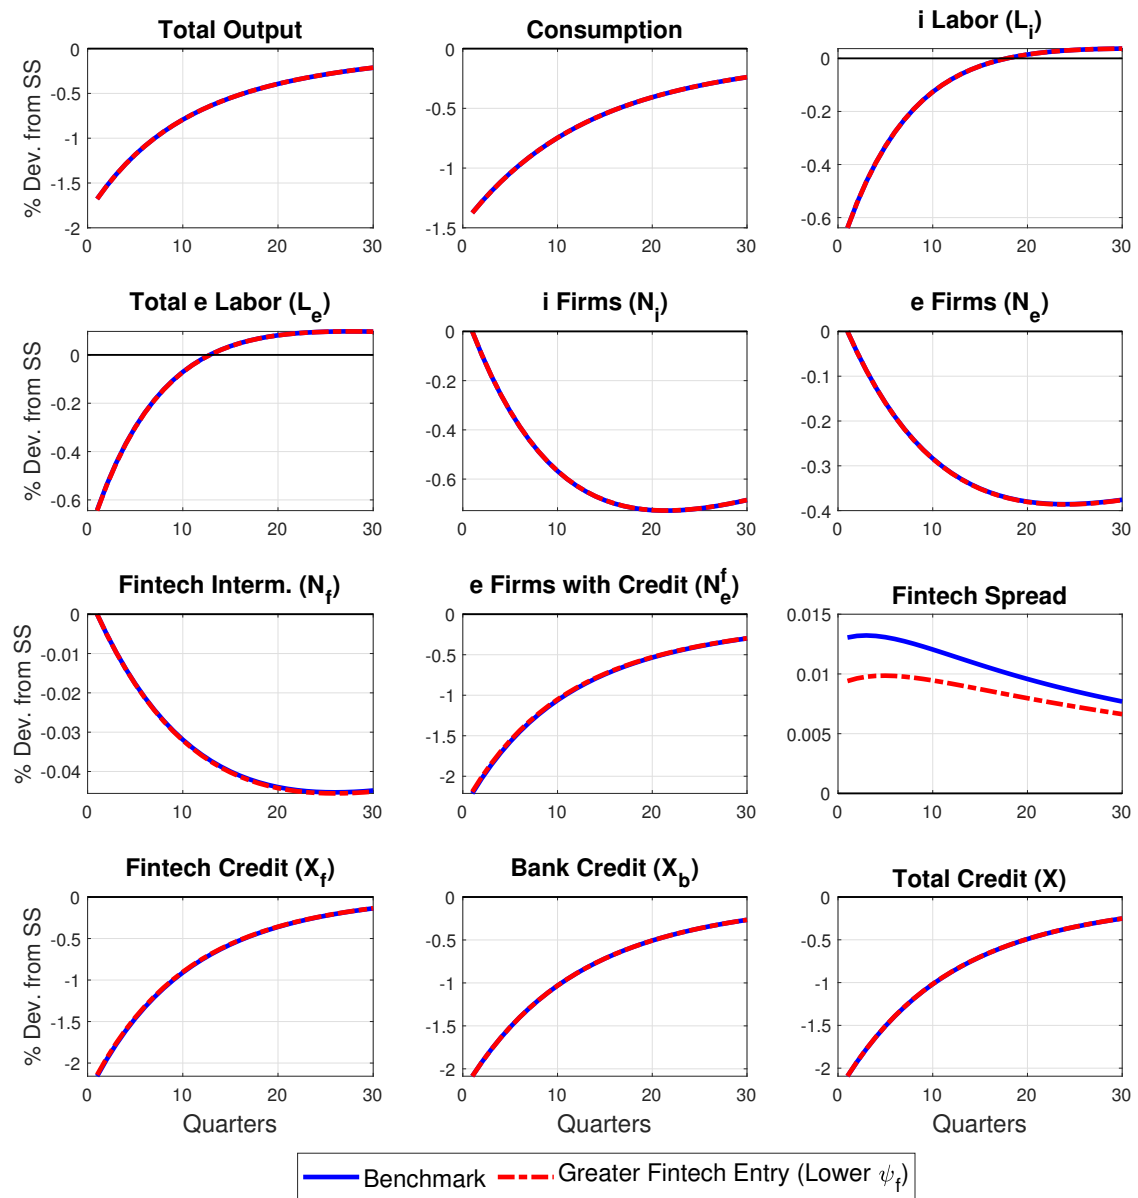 Total Output
Consumption
i Labor (L_i)
% Dev. from SS
0
-0.5
-1
-1.5
-2
0 10 20 30
0
-0.5
-1
-1.5
0 10 20 30
0
-0.2
-0.4
-0.6
0 10 20 30
Total e Labor (L_e)
i Firms (N_i)
e Firms (N_e)
% Dev. from SS
0
-0.2
-0.4
-0.6
0 10 20 30
0
-0.2
-0.4
-0.6
0 10 20 30
0
-0.1
-0.2
-0.3
-0.4
0 10 20 30
Fintech Interm. (N_f)
e Firms with Credit (N_e^f)
Fintech Spread
% Dev. from SS
0
-0.01
-0.02
-0.03
-0.04
0 10 20 30
0
-0.5
-1
-1.5
-2
0 10 20 30
0.015
0.01
0.005
0
0 10 20 30
Fintech Credit (X_f)
Bank Credit (X_b)
Total Credit (X)
% Dev. from SS
0
-0.5
-1
-1.5
-2
0 10 20 30
Quarters
0
-0.5
-1
-1.5
-2
0 10 20 30
Quarters
0
-0.5
-1
-1.5
-2
0 10 20 30
Quarters
Benchmark
Greater Fintech Entry (Lower ψ_f)